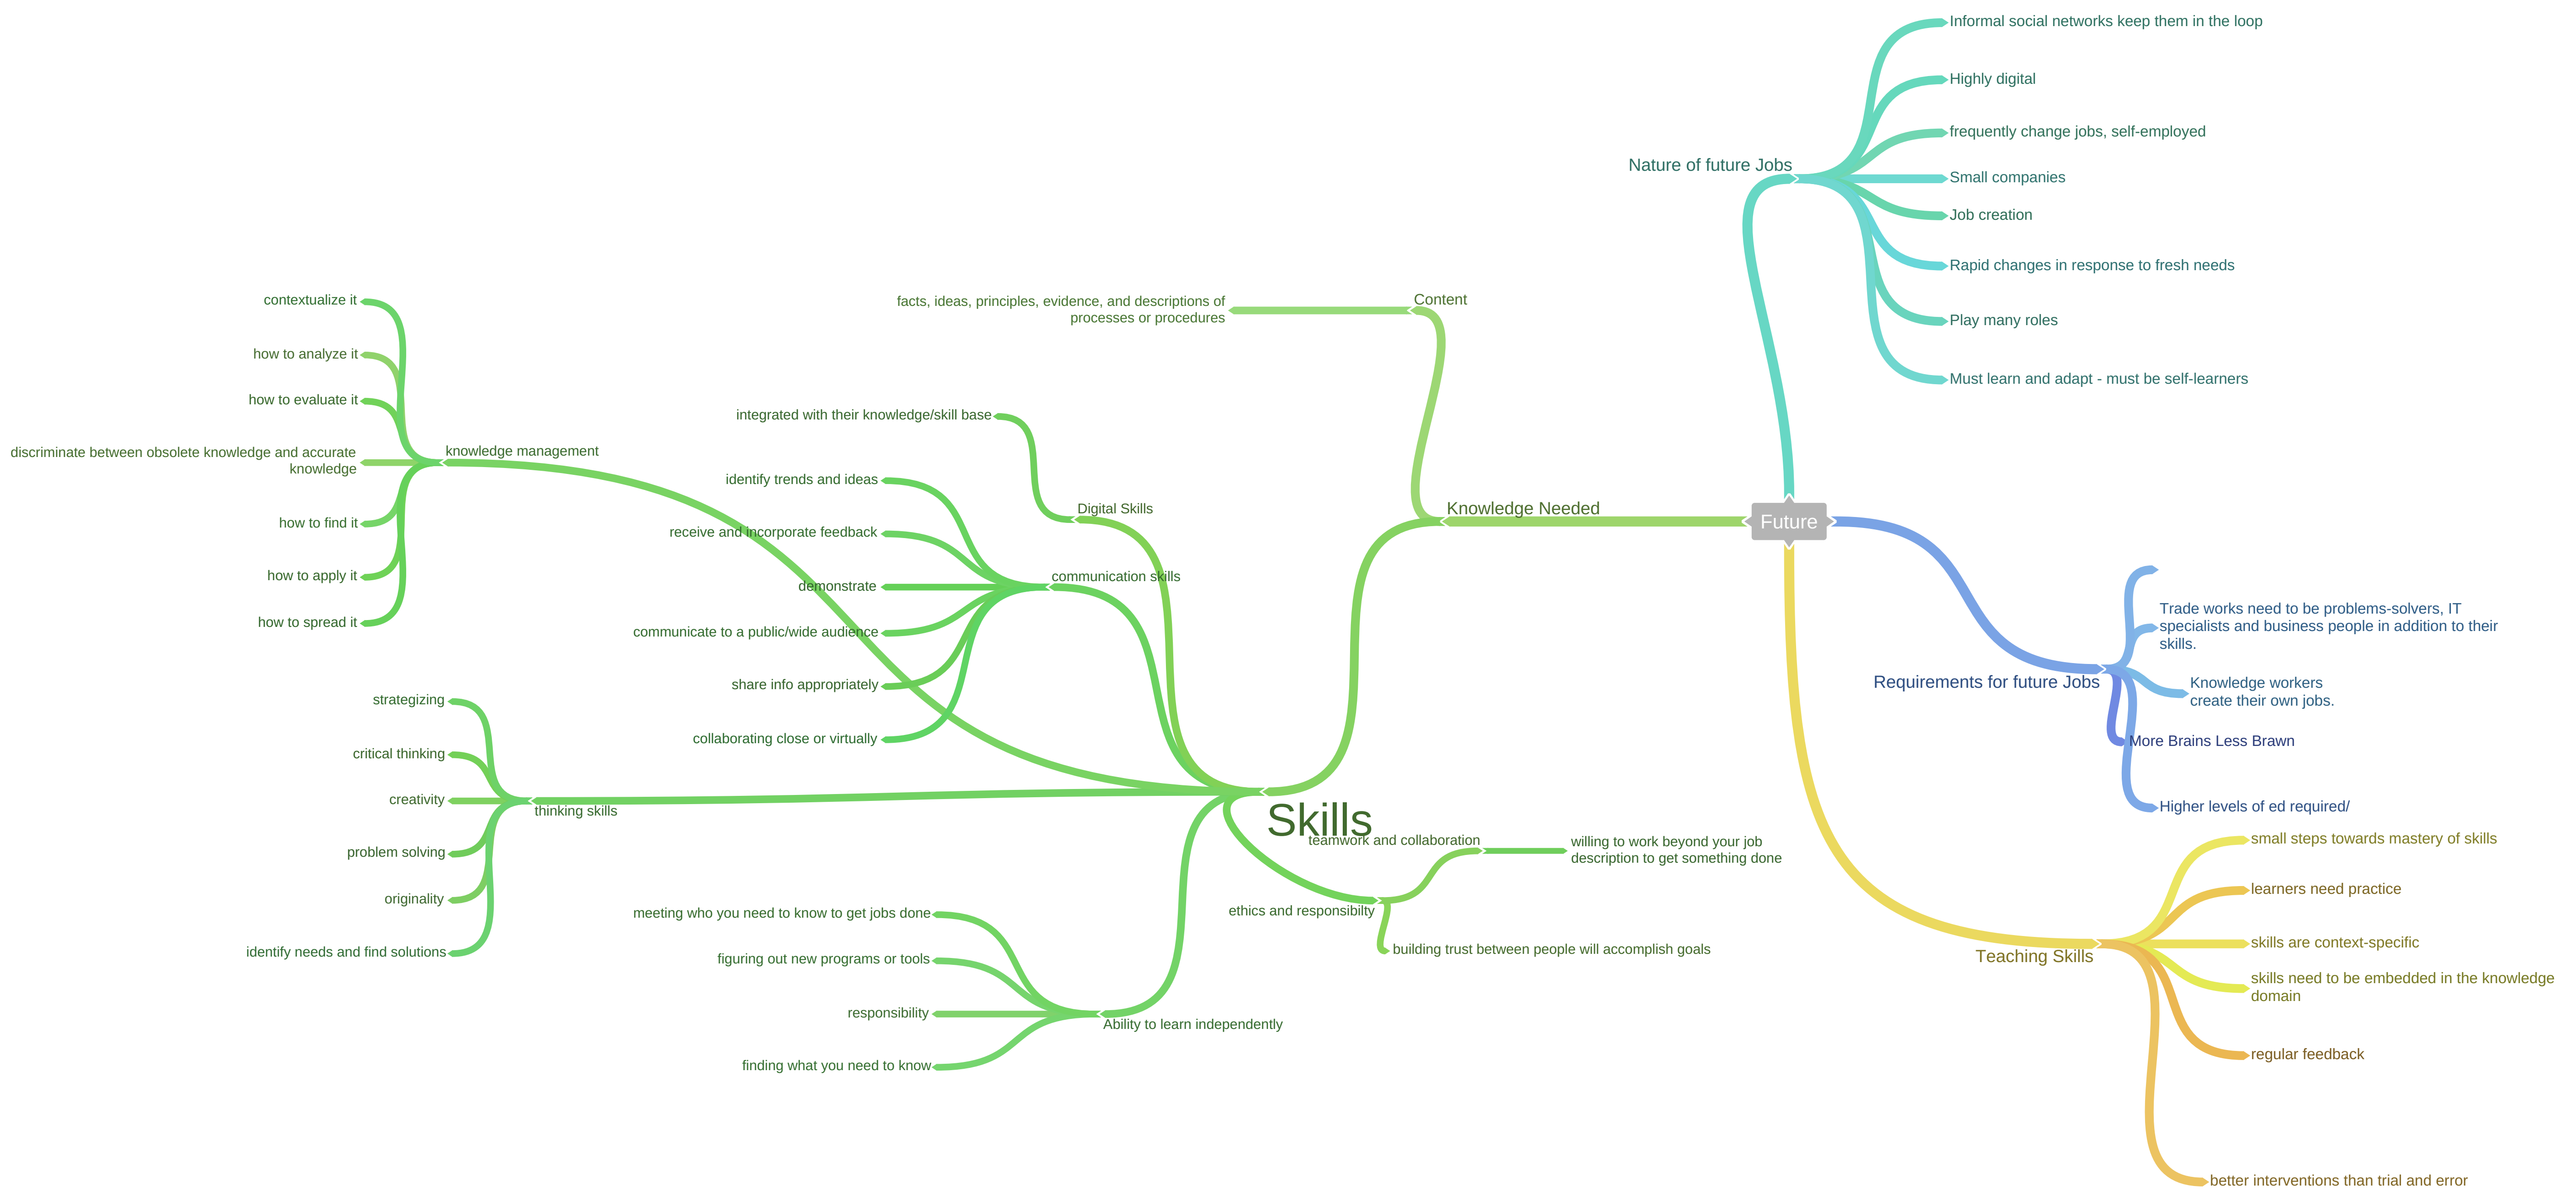 Future
Nature of future Jobs
Informal social networks keep them in the loop
Highly digital
frequently change jobs, self-employed
Small companies
Job creation
Rapid changes in response to fresh needs
Play many roles
Must learn and adapt - must be self-learners
Knowledge Needed
Content
facts, ideas, principles, evidence, and descriptions of
processes or procedures
Skills
Digital Skills
integrated with their knowledge/skill base
communication skills
identify trends and ideas
receive and incorporate feedback
demonstrate
communicate to a public/wide audience
share info appropriately
collaborating close or virtually
knowledge management
contextualize it
how to analyze it
how to evaluate it
discriminate between obsolete knowledge and accurate
knowledge
how to find it
how to apply it
how to spread it
thinking skills
strategizing
critical thinking
creativity
problem solving
originality
identify needs and find solutions
Ability to learn independently
meeting who you need to know to get jobs done
figuring out new programs or tools
responsibility
finding what you need to know
ethics and responsibilty
teamwork and collaboration
willing to work beyond your job
description to get something done
building trust between people will accomplish goals
Requirements for future Jobs
Trade works need to be problems-solvers, IT
specialists and business people in addition to their
skills.
Knowledge workers
create their own jobs.
More Brains Less Brawn
Higher levels of ed required/
Teaching Skills
small steps towards mastery of skills
learners need practice
skills are context-specific
skills need to be embedded in the knowledge
domain
regular feedback
better interventions than trial and error